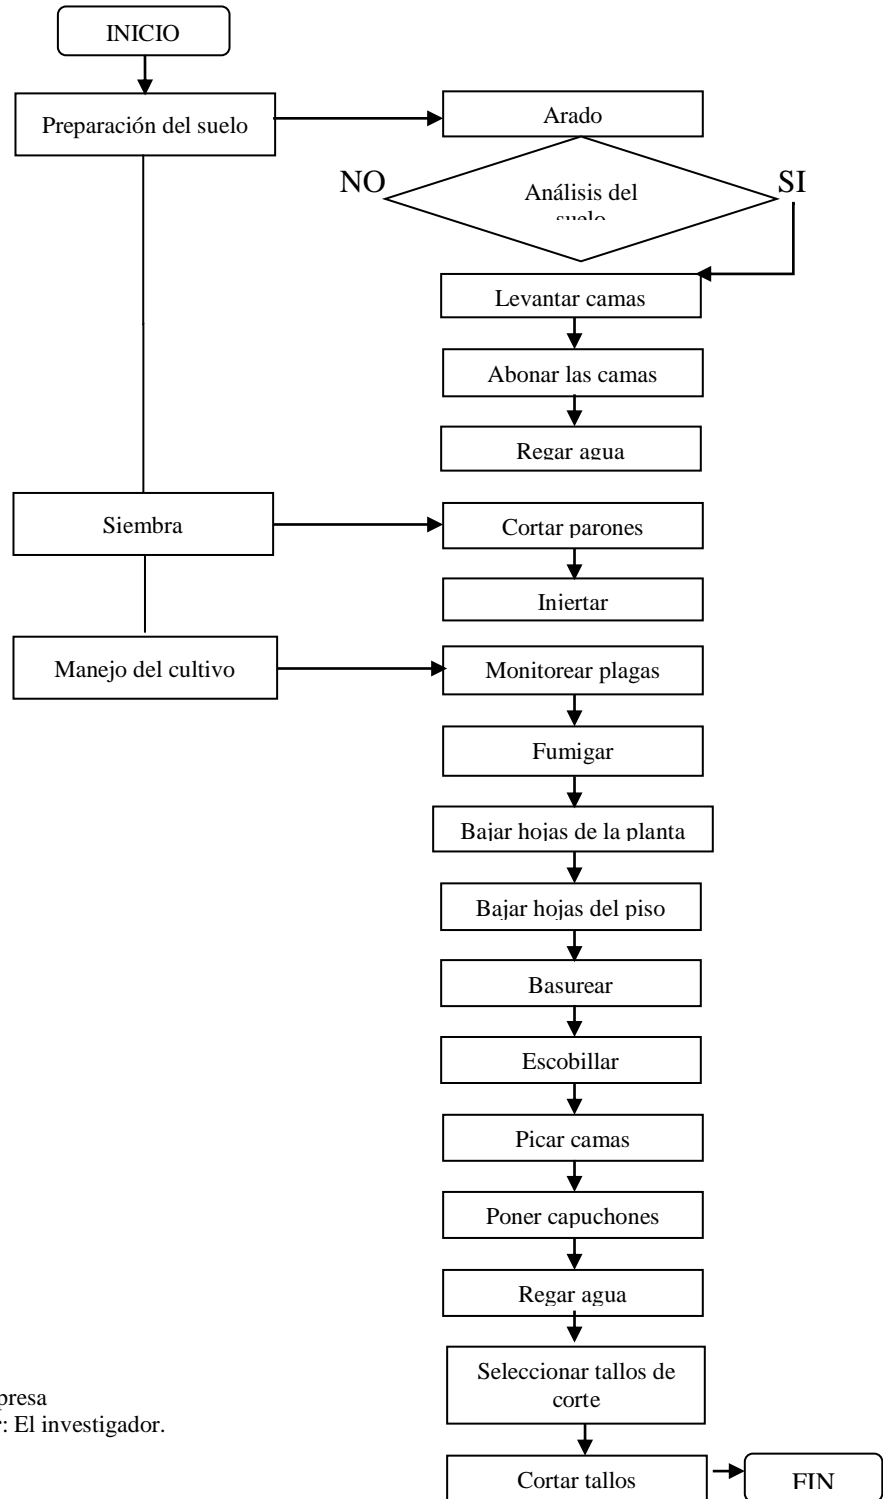 INICIO
Preparación del suelo
Arado
NO
Análisis del
suelo
SI
Levantar camas
Abonar las camas
Regar agua
Siembra
Cortar parones
Injertar
Manejo del cultivo
Monitorear plagas
Fumigar
Bajar hojas de la planta
Bajar hojas del piso
Basurear
Escobillar
Picar camas
Poner capuchones
Regar agua
Seleccionar tallos de
corte
presa
r: El investigador.
Cortar tallos
FIN